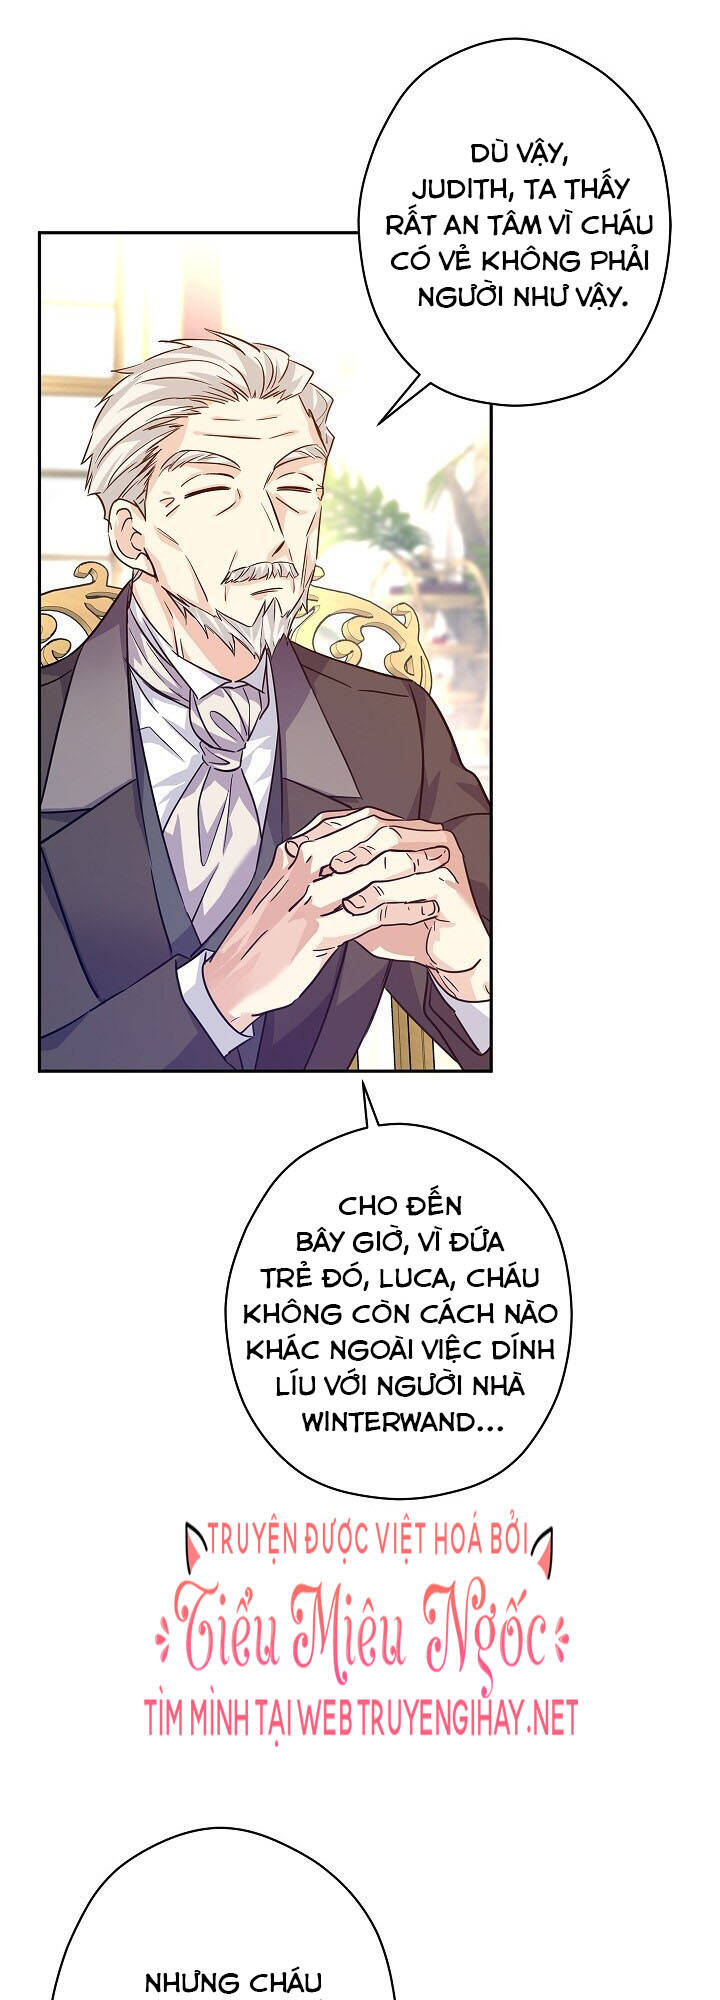 DÙ VẬY,
JUDITH, TA THẤY
RẤT AN TÂM VÌ CHÁU
CÓ VẺ KHÔNG PHẢI
NGƯỜI NHƯ VẬY.
CHO ĐẾN
BÂY GIỜ, VÌ ĐỨA
TRẺ ĐÓ, LUCA, CHÁU
KHÔNG CÒN CÁCH NÀO
KHÁC NGOÀI VIỆC DÍNH
LÍU VỚI NGƯỜI NHÀ
WINTERWAND...
TRUYỆN ĐƯỢC VIỆT HOÁ BỞI
Tiểu Miêu Ngốc
TÌM MÌNH TẠI WEB TRUYENGIHAY.NET
NHƯNG CHÁU